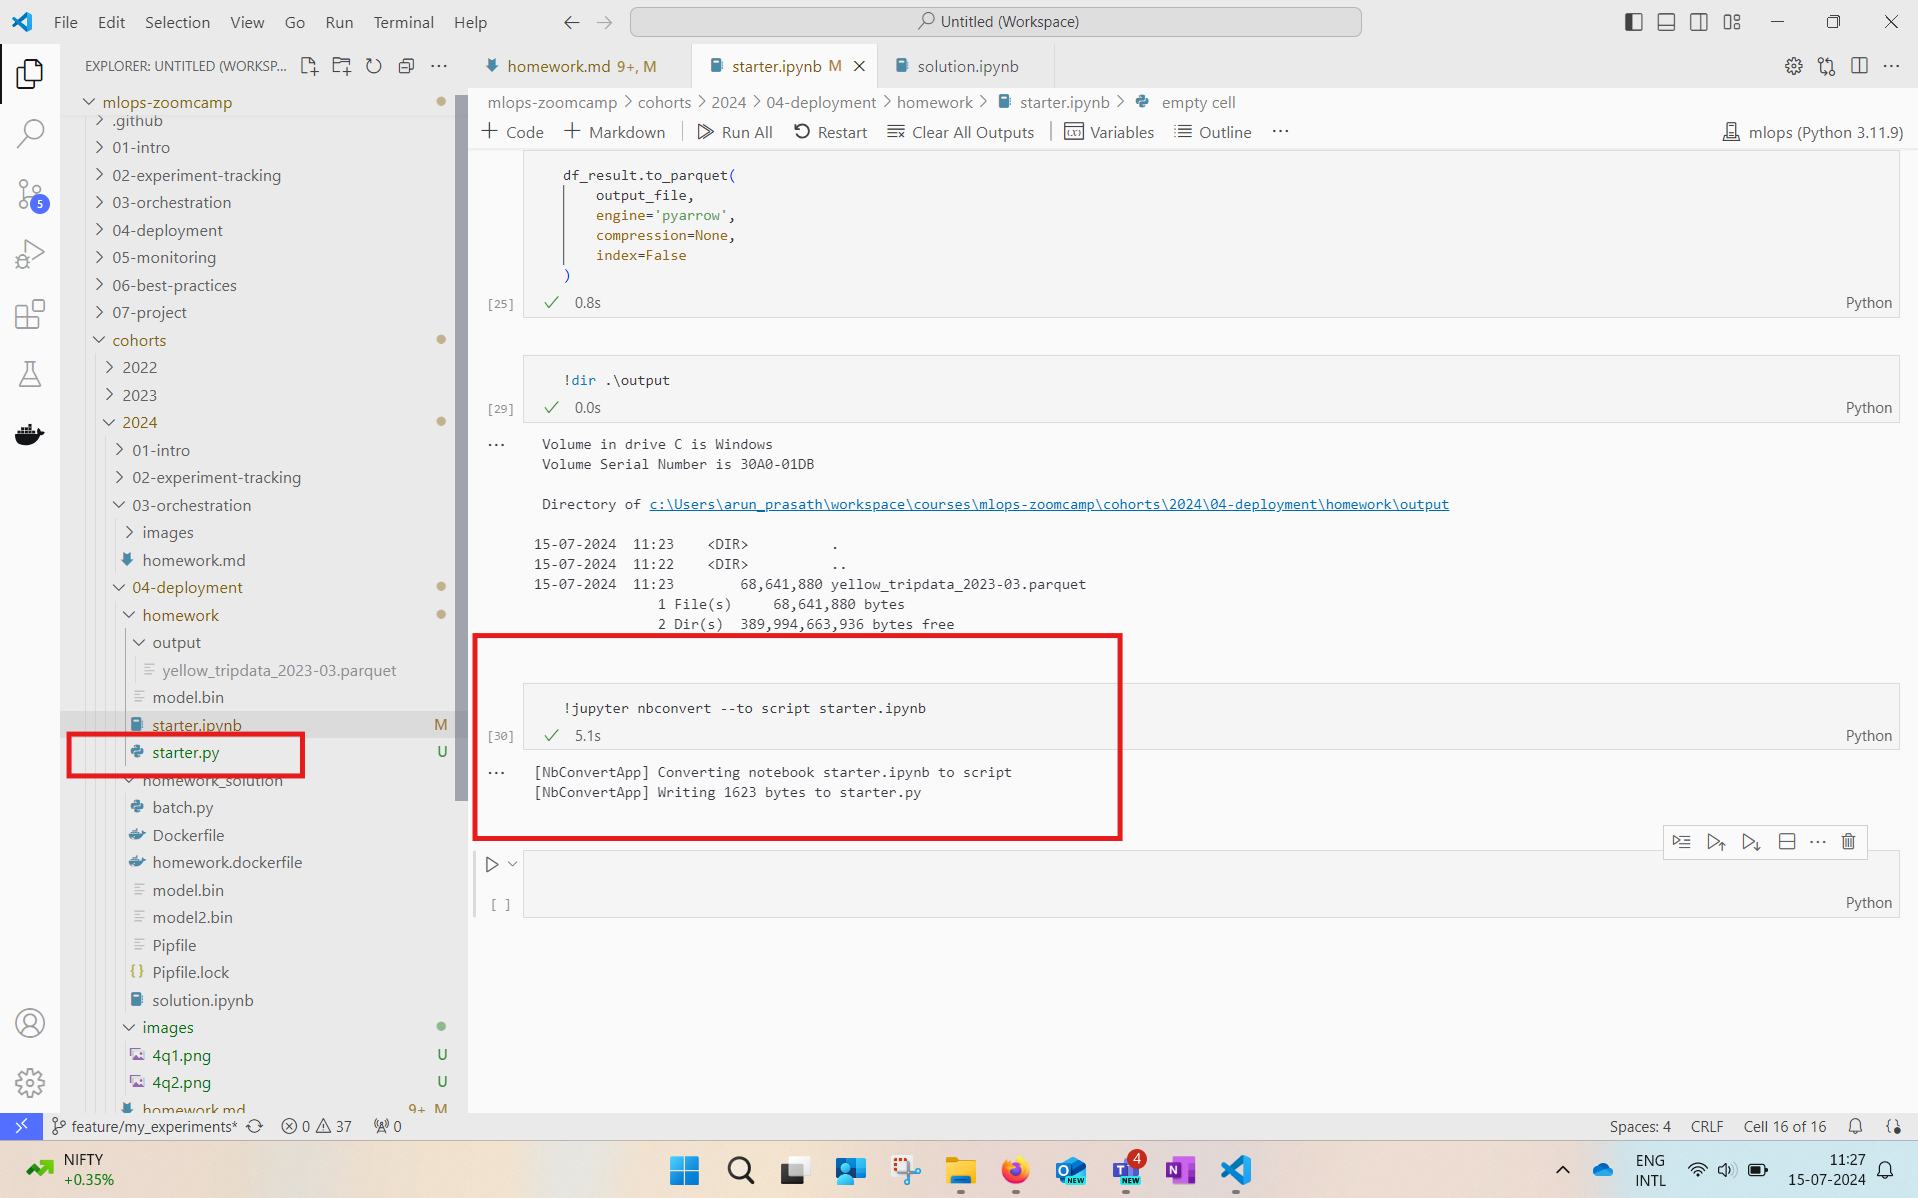 File Edit Selection View Go Run Terminal Help
Untitled (Workspace)
EXPLORER: UNTITLED (WORKSP...
homework.md 9+, M
starter.ipynb M
solution.ipynb
mlops-zoomcamp > cohorts > 2024 > 04-deployment > homework > starter.ipynb > empty cell
Code Markdown Run All Restart Clear All Outputs Variables Outline ...
mlops (Python 3.11.9)
mlops-zoomcamp
.github
01-intro
02-experiment-tracking
03-orchestration
04-deployment
05-monitoring
06-best-practices
07-project
cohorts
2022
2023
2024
01-intro
02-experiment-tracking
03-orchestration
images
homework.md
04-deployment
homework
output
yellow_tripdata_2023-03.parquet
model.bin
starter.ipynb M
starter.py U
homework_solution
batch.py
Dockerfile
homework.dockerfile
model.bin
model2.bin
Pipfile
Pipfile.lock
solution.ipynb
images
4q1.png U
4q2.png U
homework.md 9+, M
5
df_result.to_parquet(
output_file,
engine='pyarrow',
compression=None,
index=False
)
[25] 0.8s Python
!dir .\output
[29] 0.0s Python
Volume in drive C is Windows
Volume Serial Number is 30A0-01DB
Directory of c:\Users\arun_prasath\workspace\courses\mlops-zoomcamp\cohorts\2024\04-deployment\homework\output
15-07-2024 11:23 <DIR> .
15-07-2024 11:22 <DIR> ..
15-07-2024 11:23 68,641,880 yellow_tripdata_2023-03.parquet
1 File(s) 68,641,880 bytes
2 Dir(s) 389,994,663,936 bytes free
!jupyter nbconvert --to script starter.ipynb
[30] 5.1s Python
[NbConvertApp] Converting notebook starter.ipynb to script
[NbConvertApp] Writing 1623 bytes to starter.py
[ ] Python
feature/my_experiments* 0 37 0
Spaces: 4 CRLF Cell 16 of 16
NIFTY
+0.35%
NEW
4
NEW
ENG
INTL
11:27
15-07-2024